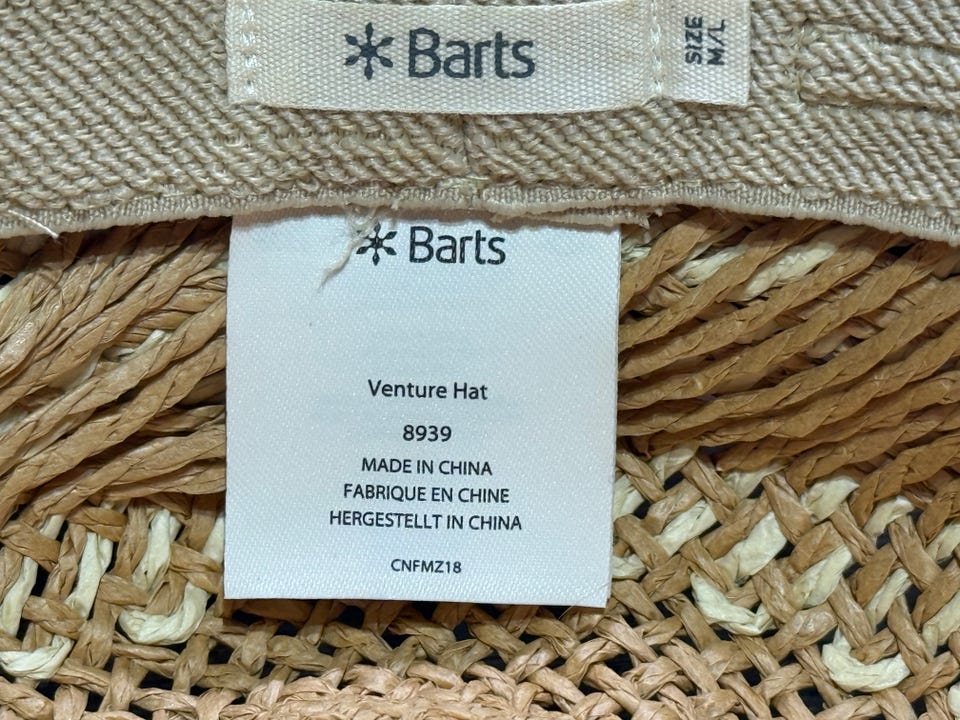 Barts
SIZE
M/L
Barts
Venture Hat
8939
MADE IN CHINA
FABRIQUE EN CHINE
HERGESTELLT IN CHINA
CNFMZ18